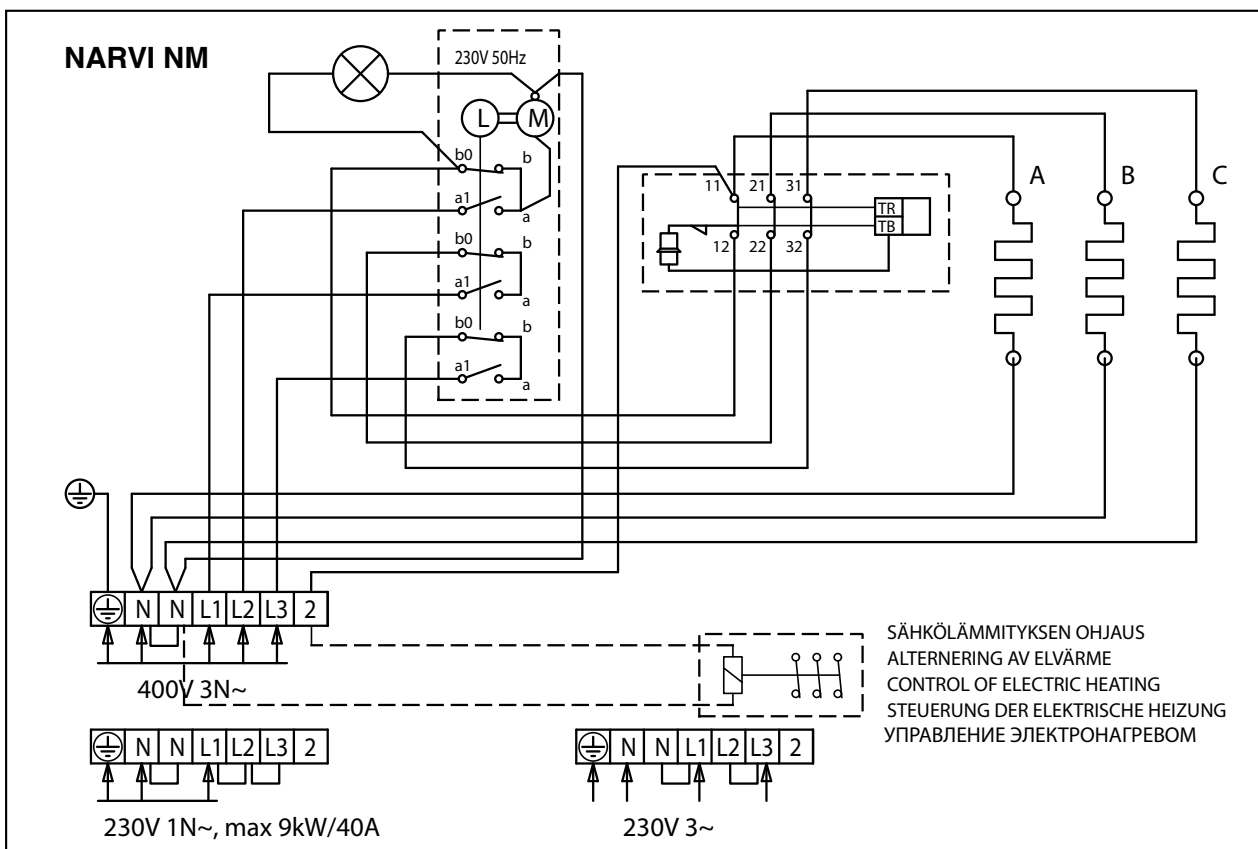 NARVI NM
230V 50Hz
L M
b0 b
a1 a
b0 b
a1 a
b0 b
a1 a
11 21 31
TR
TB
12 22 32
A B C
N N L1 L2 L3 2
400V 3N~
SÄHKÖLÄMMITYKSEN OHJAUS
ALTERNERING AV ELVÄRME
CONTROL OF ELECTRIC HEATING
STEUERUNG DER ELEKTRISCHE HEIZUNG
УПРАВЛЕНИЕ ЭЛЕКТРОНАГРЕВОМ
N N L1 L2 L3 2
230V 1N~, max 9kW/40A
N N L1 L2 L3 2
230V 3~